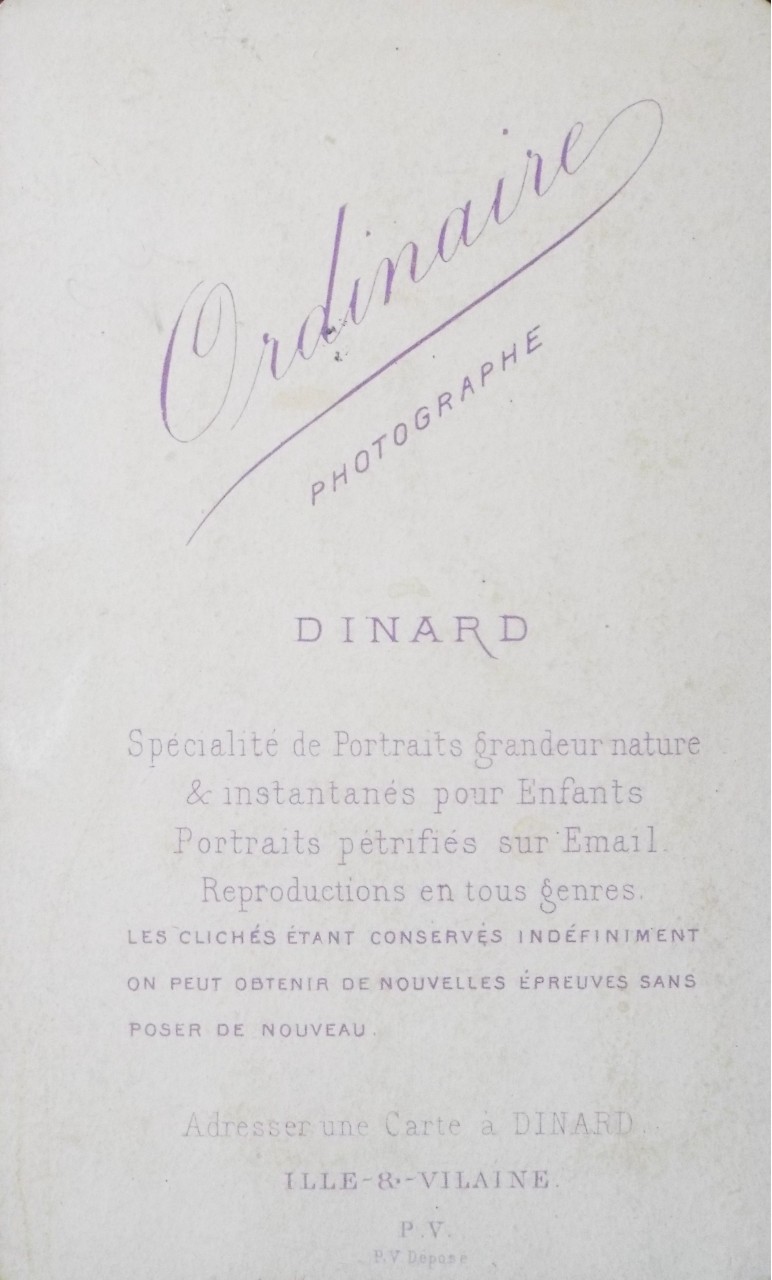 Ordinaire
PHOTOGRAPHE
DINARD
Spécialité de Portraits grandeur nature
& instantanés pour Enfants
Portraits pétrifiés sur Email.
Reproductions en tous genres.
LES CLICHÉS ÉTANT CONSERVÉS INDÉFINIMENT
ON PEUT OBTENIR DE NOUVELLES ÉPREUVES SANS
POSER DE NOUVEAU.
Adresser une Carte à DINARD.
ILLE-&-VILAINE.
P.V.
P.V Déposé